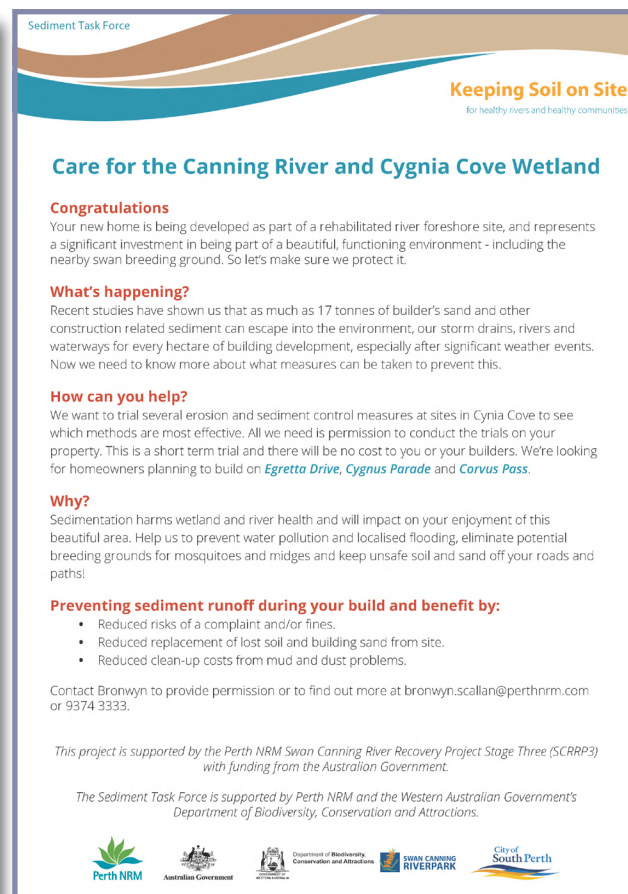 Sediment Task Force
Keeping Soil on Site
for healthy rivers and healthy communities
Care for the Canning River and Cygnia Cove Wetland
Congratulations
Your new home is being developed as part of a rehabilitated river foreshore site, and represents
a significant investment in being part of a beautiful, functioning environment - including the
nearby swan breeding ground. So let's make sure we protect it.
What's happening?
Recent studies have shown us that as much as 17 tonnes of builder's sand and other
construction related sediment can escape into the environment, our storm drains, rivers and
waterways for every hectare of building development, especially after significant weather events.
Now we need to know more about what measures can be taken to prevent this.
How can you help?
We want to trial several erosion and sediment control measures at sites in Cynia Cove to see
which methods are most effective. All we need is permission to conduct the trials on your
property. This is a short term trial and there will be no cost to you or your builders. We're looking
for homeowners planning to build on Egretta Drive, Cygnus Parade and Corvus Pass.
Why?
Sedimentation harms wetland and river health and will impact on your enjoyment of this
beautiful area. Help us to prevent water pollution and localised flooding, eliminate potential
breeding grounds for mosquitoes and midges and keep unsafe soil and sand off your roads and
paths!
Preventing sediment runoff during your build and benefit by:
• Reduced risks of a complaint and/or fines.
• Reduced replacement of lost soil and building sand from site.
• Reduced clean-up costs from mud and dust problems.
Contact Bronwyn to provide permission or to find out more at bronwyn.scallan@perthnrm.com
or 9374 3333.
This project is supported by the Perth NRM Swan Canning River Recovery Project Stage Three (SCRRP3)
with funding from the Australian Government.
The Sediment Task Force is supported by Perth NRM and the Western Australian Government's
Department of Biodiversity, Conservation and Attractions.
Perth NRM
Australian Government
GOVERNMENT OF
WESTERN AUSTRALIA
Department of Biodiversity,
Conservation and Attractions
SWAN CANNING
RIVERPARK
City of
South Perth